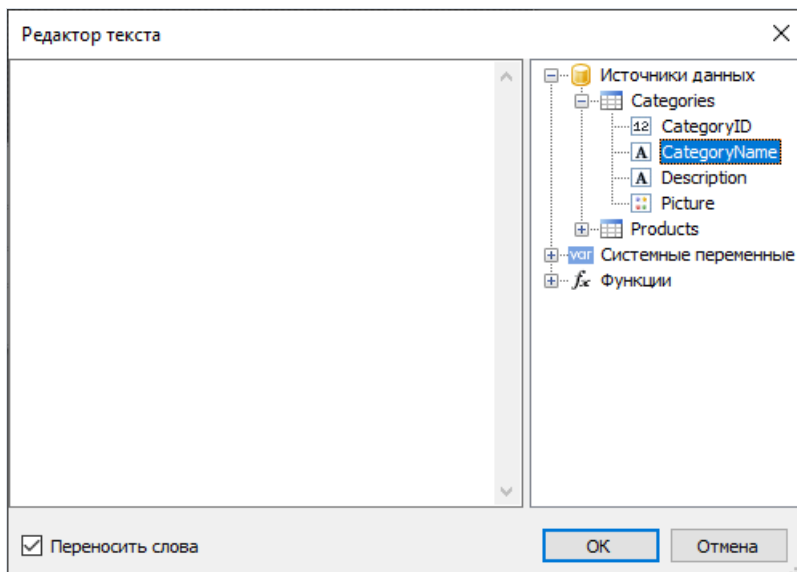 Редактор текста
Источники данных
Categories
12 CategoryID
A CategoryName
A Description
Picture
Products
var Системные переменные
fx Функции
Переносить слова
OK
Отмена